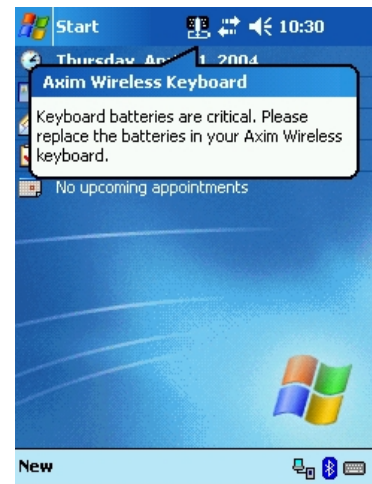 Start 10:30
Thursday, 1, 2004
Axim Wireless Keyboard
Keyboard batteries are critical. Please
replace the batteries in your Axim Wireless
keyboard.
No upcoming appointments
New